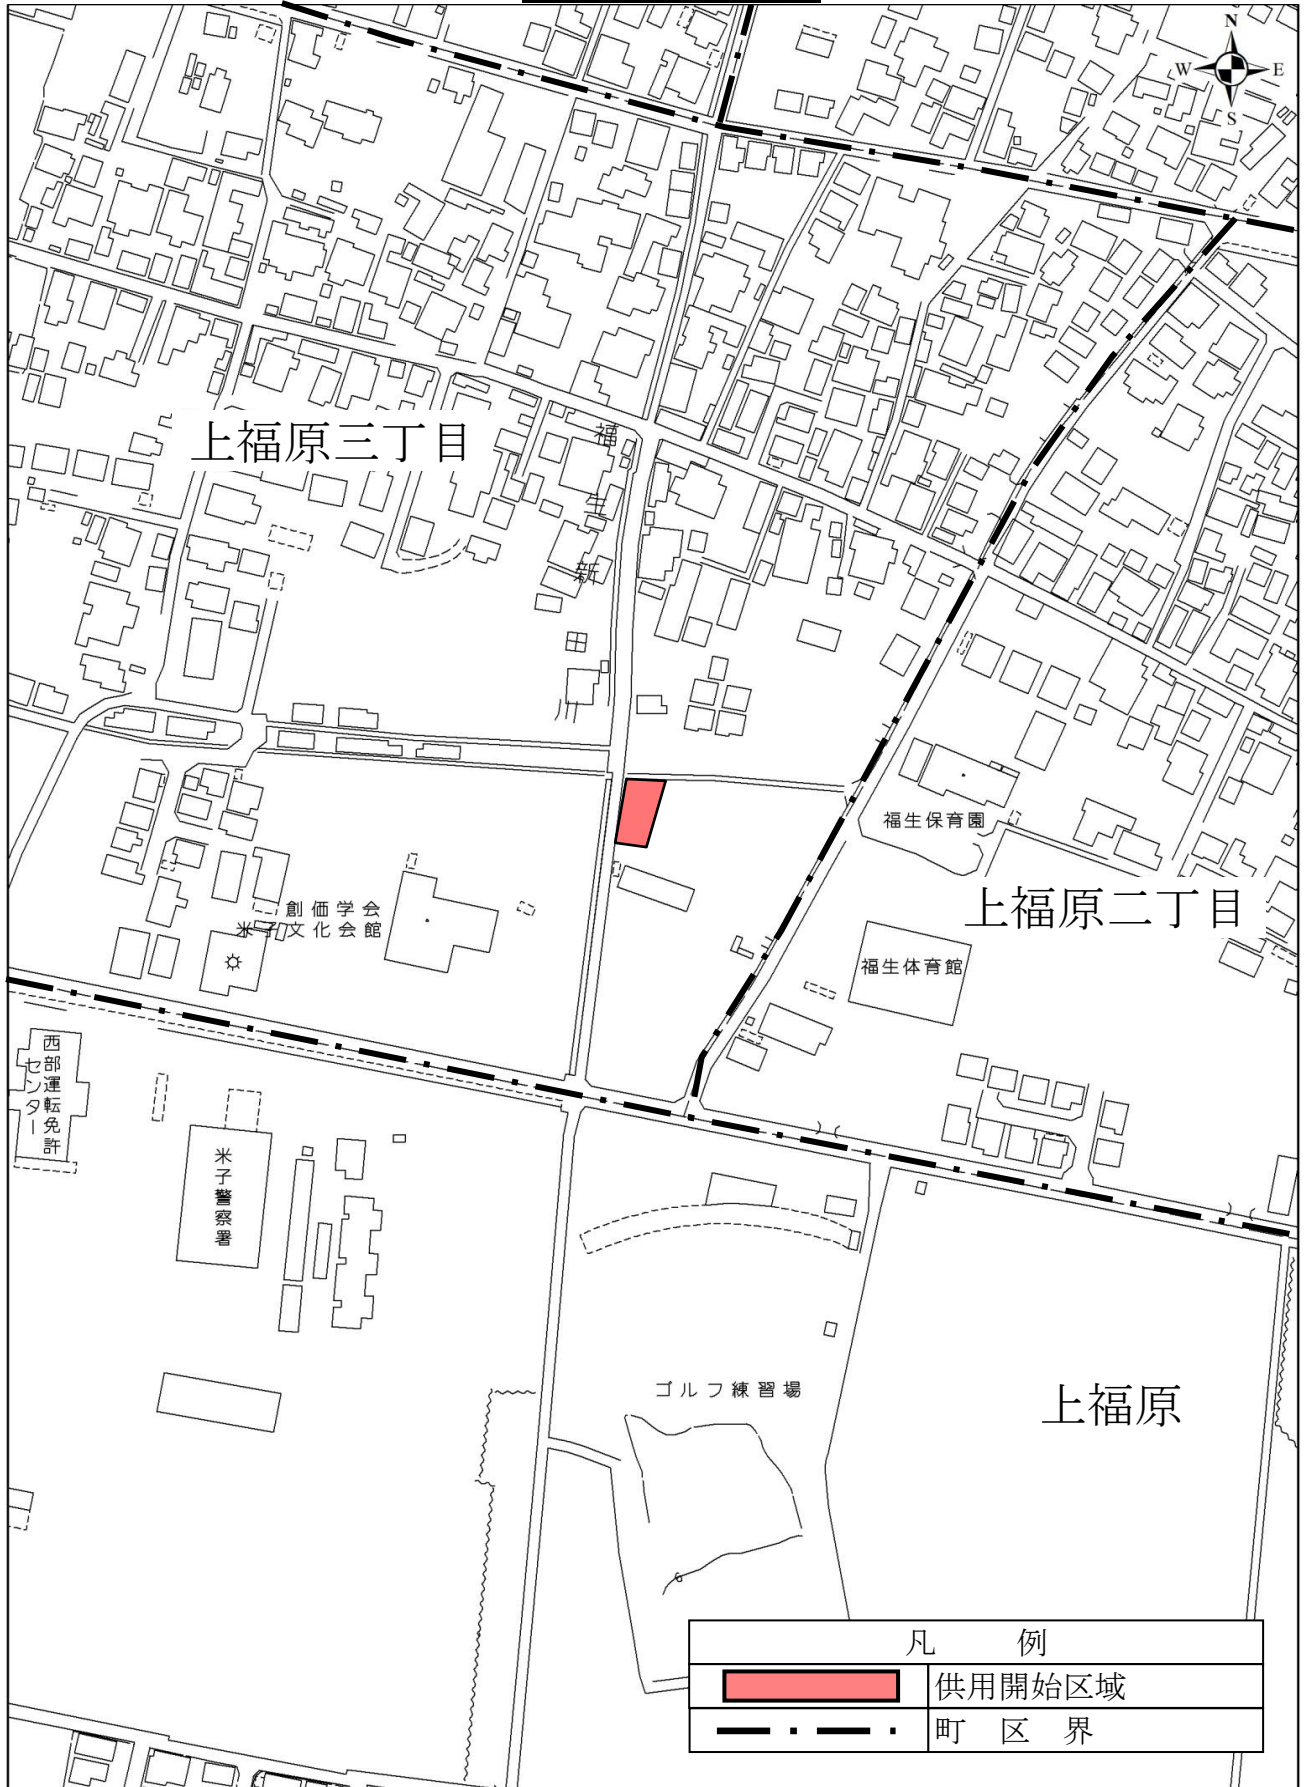 N
W E
S
上福原三丁目
福生新川
福生保育園
上福原二丁目
創価学会
米子文化会館
福生体育館
西部運転免許
センター
米子警察署
ゴルフ練習場
上福原
凡 例
供用開始区域
町 区 界